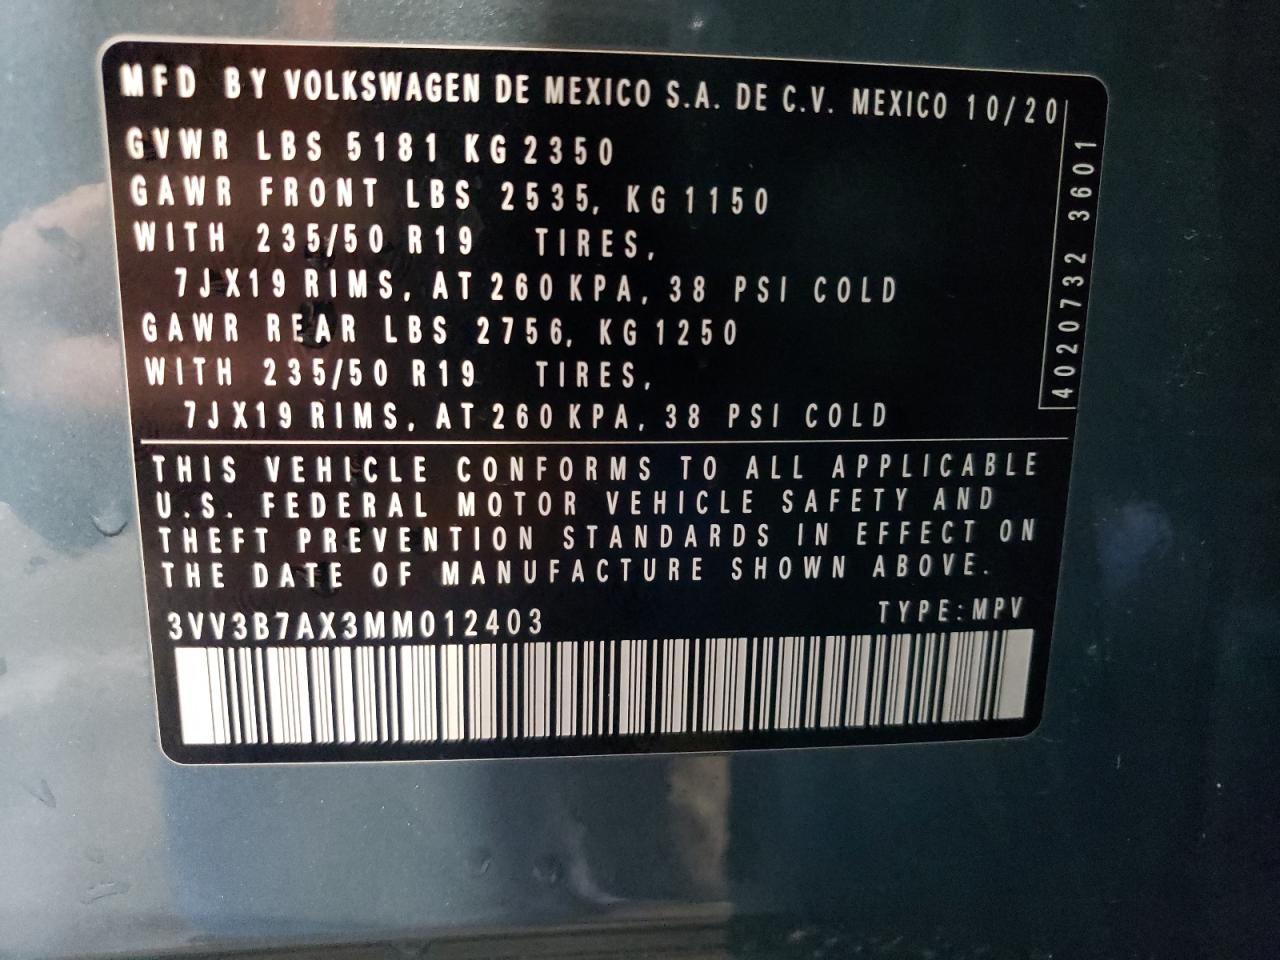 MFD BY VOLKSWAGEN DE MEXICO S.A. DE C.V. MEXICO 10/20
GVWR LBS 5181 KG 2350
GAWR FRONT LBS 2535, KG 1150
WITH 235/50 R19 TIRES,
7JX19 RIMS, AT 260 KPA, 38 PSI COLD
GAWR REAR LBS 2756, KG 1250
WITH 235/50 R19 TIRES,
7JX19 RIMS, AT 260 KPA, 38 PSI COLD
4020732 3601
THIS VEHICLE CONFORMS TO ALL APPLICABLE
U.S. FEDERAL MOTOR VEHICLE SAFETY AND
THEFT PREVENTION STANDARDS IN EFFECT ON
THE DATE OF MANUFACTURE SHOWN ABOVE.
3VV3B7AX3MM012403 TYPE: MPV